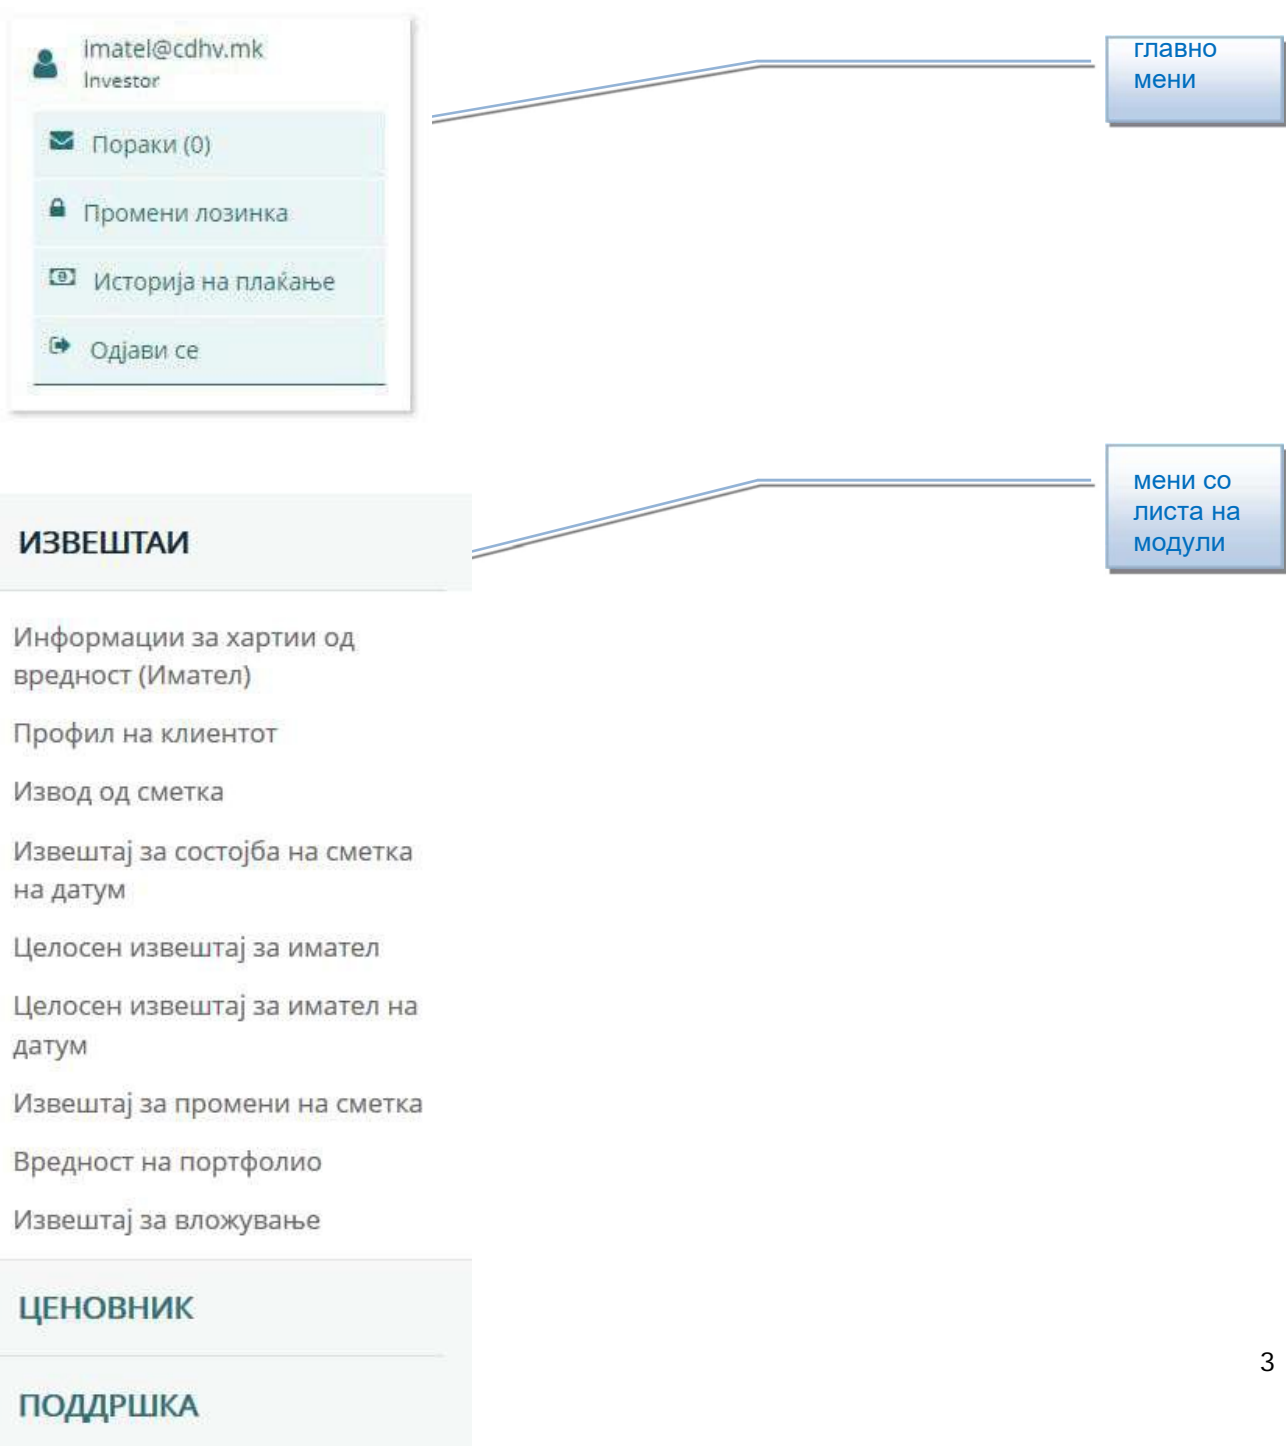 imatel@cdhv.mk
Investor
Пораки (0)
Промени лозинка
Историја на плаќање
Одјави се
главно
мени
мени со
листа на
модули
ИЗВЕШТАИ
Информации за хартии од
вредност (Имател)
Профил на клиентот
Извод од сметка
Извештај за состојба на сметка
на датум
Целосен извештај за имател
Целосен извештај за имател на
датум
Извештај за промени на сметка
Вредност на портфолио
Извештај за вложување
ЦЕНОВНИК
ПОДДРШКА
3